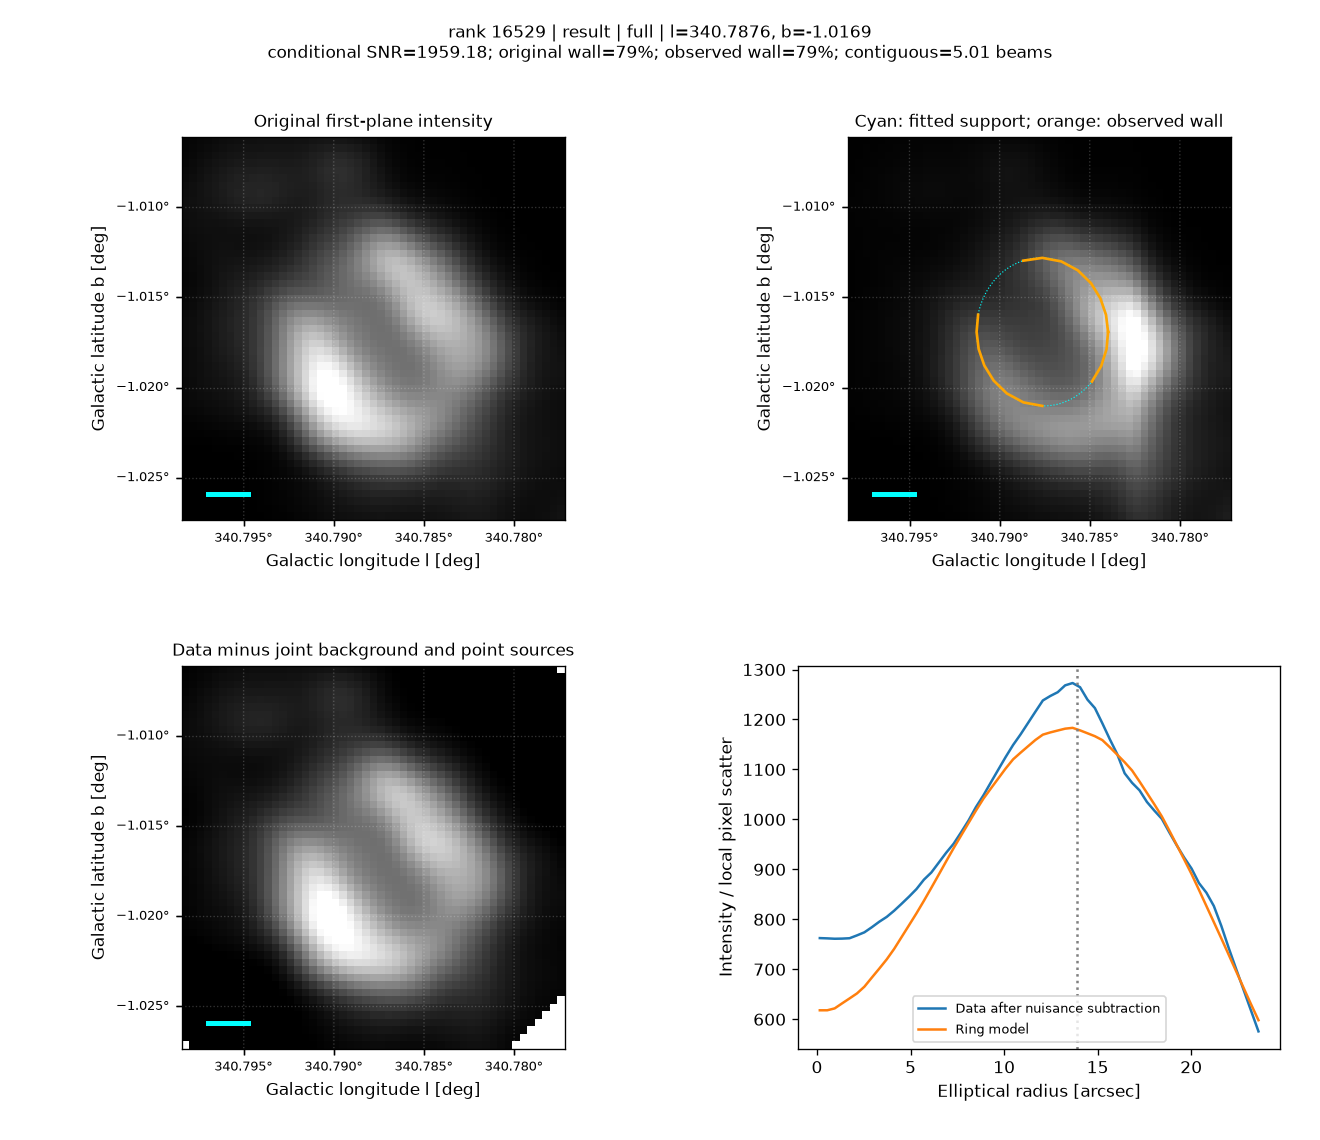 rank 16529 | result | full | l=340.7876, b=-1.0169
conditional SNR=1959.18; original wall=79%; observed wall=79%; contiguous=5.01 beams
Original first-plane intensity
Galactic latitude b [deg]
−1.010°
−1.015°
−1.020°
−1.025°
340.795° 340.790° 340.785° 340.780°
Galactic longitude l [deg]
Cyan: fitted support; orange: observed wall
Galactic latitude b [deg]
−1.010°
−1.015°
−1.020°
−1.025°
340.795° 340.790° 340.785° 340.780°
Galactic longitude l [deg]
Data minus joint background and point sources
Galactic latitude b [deg]
−1.010°
−1.015°
−1.020°
−1.025°
340.795° 340.790° 340.785° 340.780°
Galactic longitude l [deg]
Intensity / local pixel scatter
1300
1200
1100
1000
900
800
700
600
Data after nuisance subtraction
Ring model
0 5 10 15 20
Elliptical radius [arcsec]